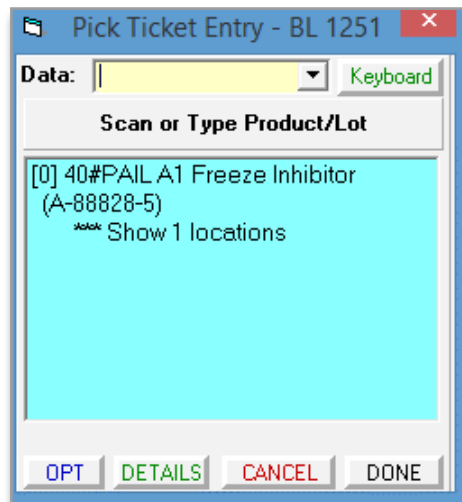 Pick Ticket Entry - BL 1251
Data:
Keyboard
Scan or Type Product/Lot
[0] 40#PAIL A1 Freeze Inhibitor
(A-88828-5)
*** Show 1 locations
OPT DETAILS CANCEL DONE